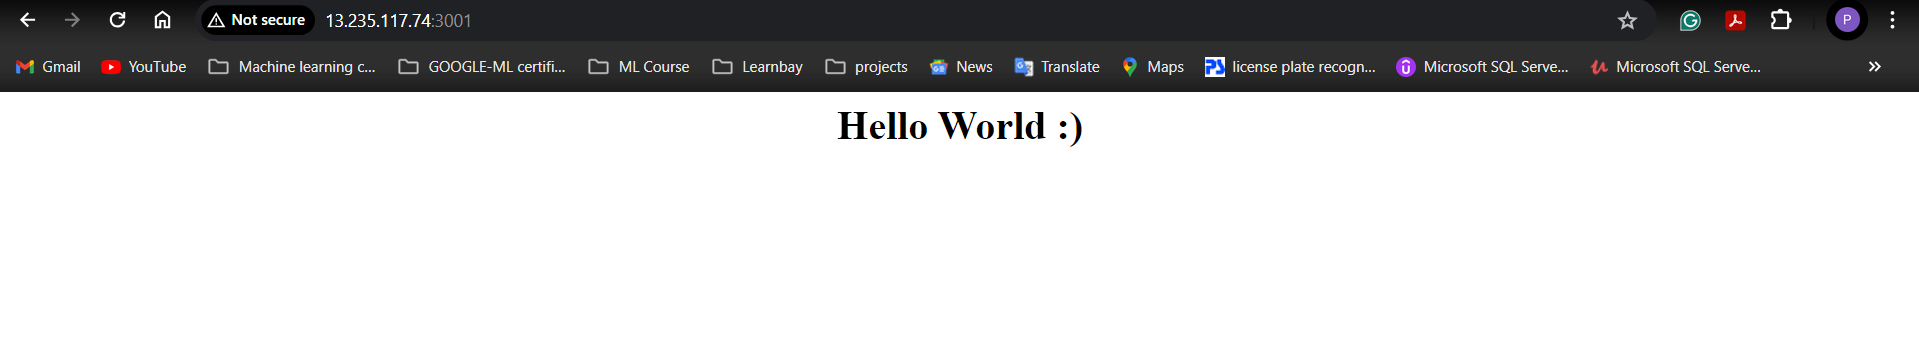 Not secure 13.235.117.74:3001 P
Gmail YouTube Machine learning c... GOOGLE-ML certifi... ML Course Learnbay projects News Translate Maps license plate recogn... Microsoft SQL Serve... Microsoft SQL Serve... »
Hello World :)